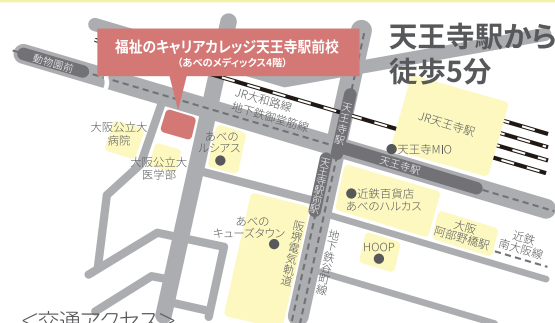 福祉のキャリアカレッジ天王寺駅前校
(あべのメディックス4階)
天王寺駅から
徒歩5分
動物園前
JR大和路線
地下鉄御堂筋線
天王寺駅
JR天王寺駅
大阪公立大
病院
あべの
ルシアス
天王寺MIO
大阪公立大
医学部
天王寺駅
天王寺駅前駅
近鉄百貨店
あべのハルカス
あべの
キューズタウン
阪堺電気軌道
地下鉄谷町線
HOOP
大阪
阿部野橋駅
近鉄
南大阪線
<交通アクセス>